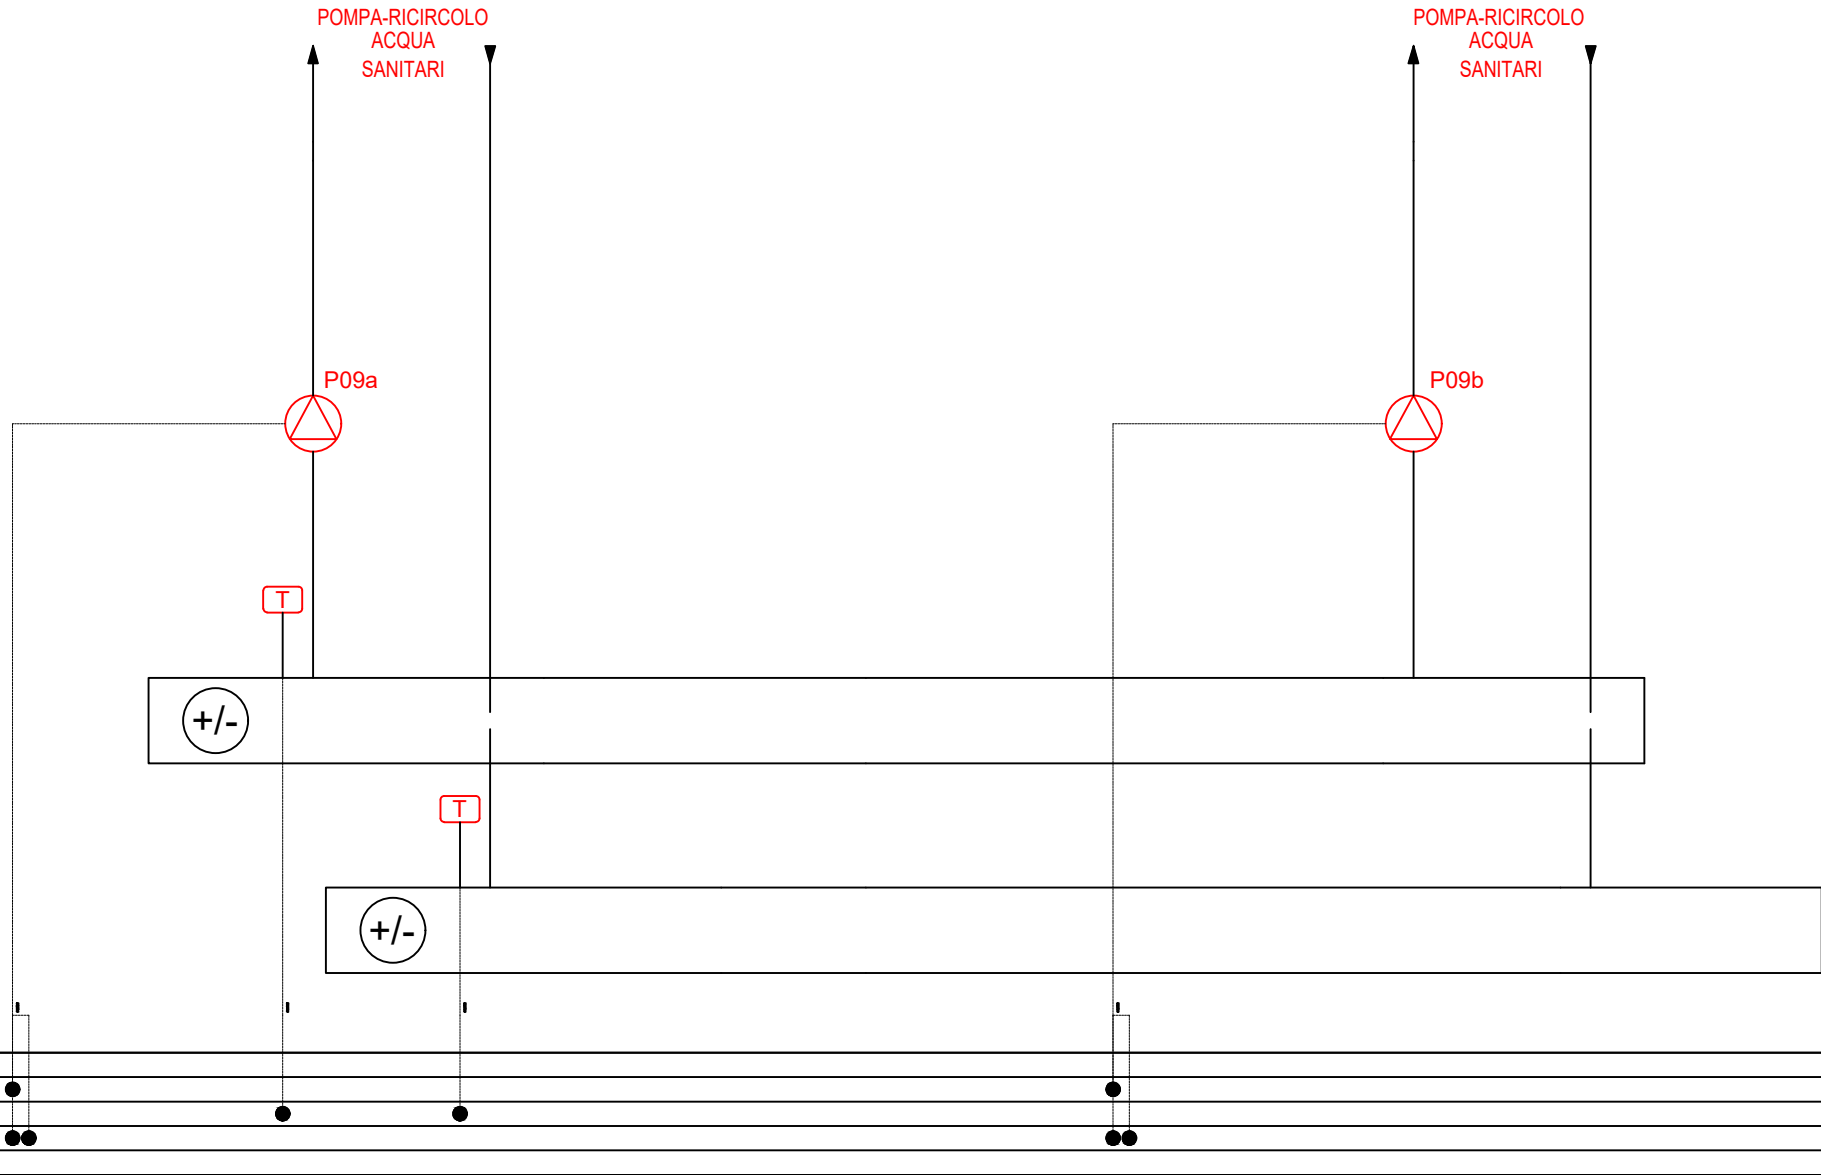 POMPA-RICIRCOLO
ACQUA
SANITARI
POMPA-RICIRCOLO
ACQUA
SANITARI
P09a
P09b
T
+/-
T
+/-